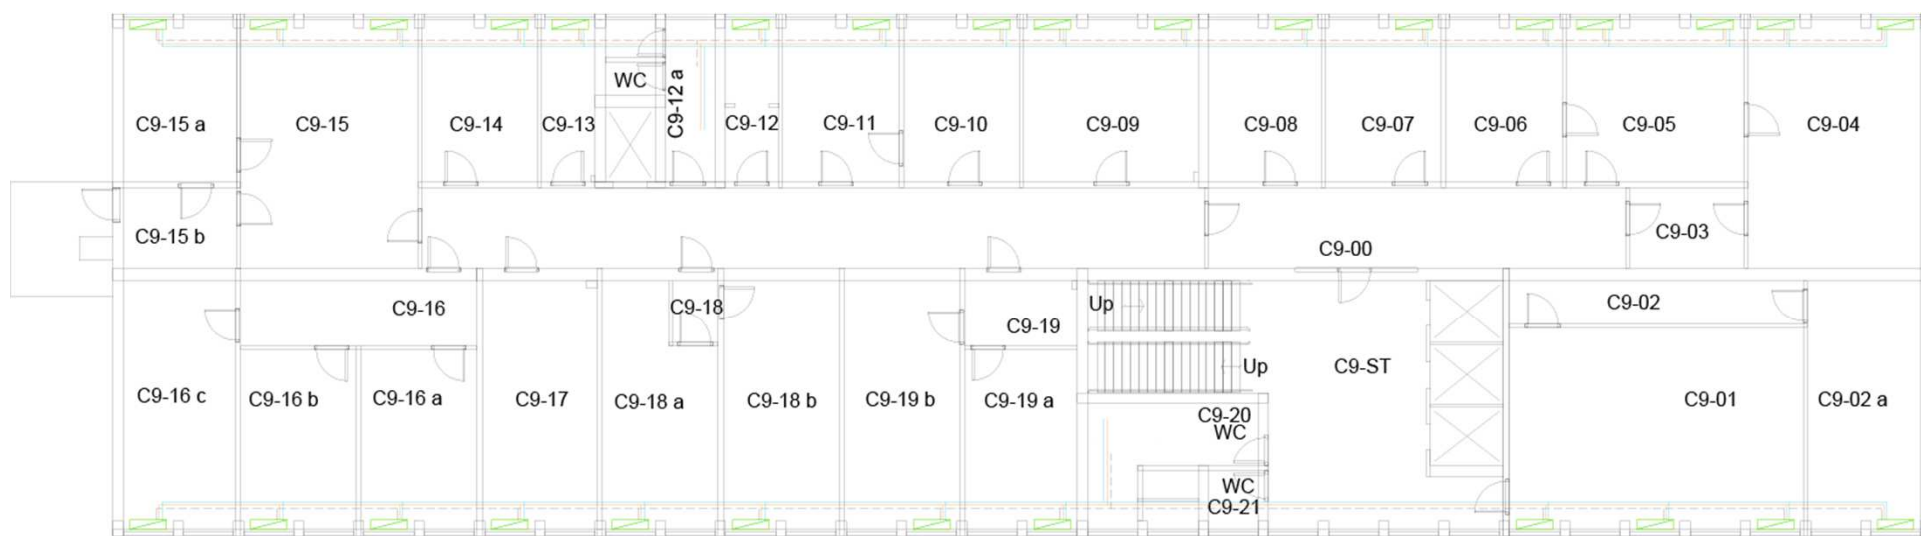 WC
C9-12 a
C9-15 a
C9-15
C9-14
C9-13
C9-12
C9-11
C9-10
C9-09
C9-08
C9-07
C9-06
C9-05
C9-04
C9-15 b
C9-03
C9-00
C9-16
C9-18
Up
C9-19
C9-02
Up
C9-ST
C9-16 c
C9-16 b
C9-16 a
C9-17
C9-18 a
C9-18 b
C9-19 b
C9-19 a
C9-01
C9-02 a
C9-20
WC
WC
C9-21